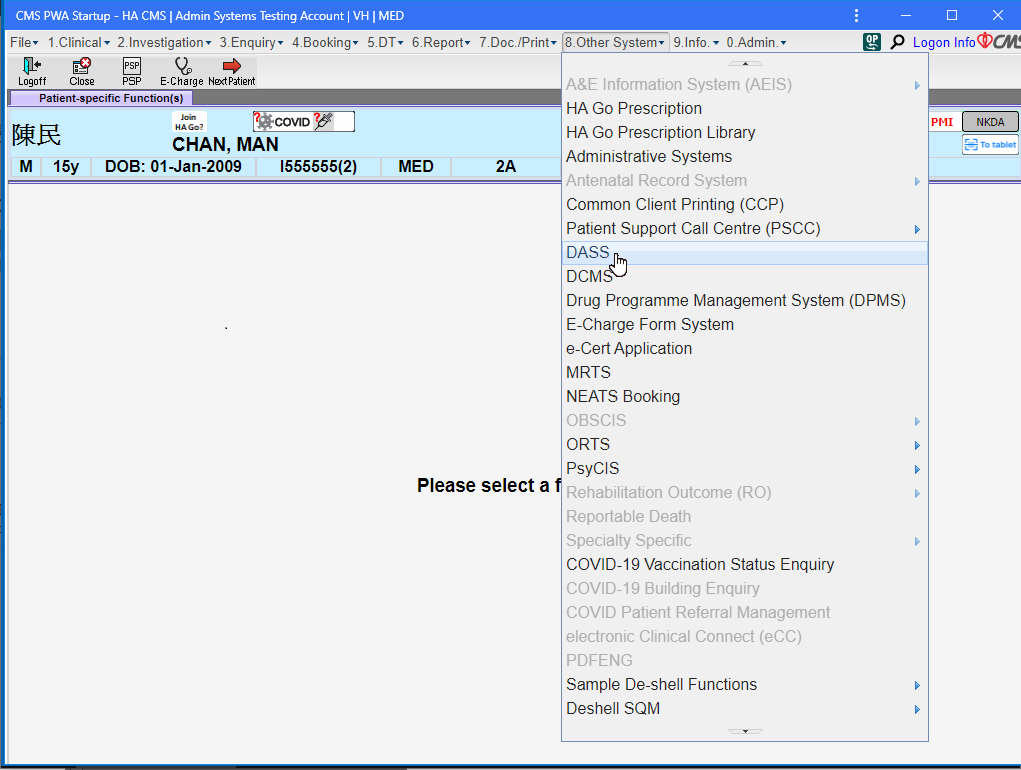 CMS PWA Startup - HA CMS | Admin Systems Testing Account | VH | MED
File 1.Clinical 2.Investigation 3.Enquiry 4.Booking 5.DT 6.Report 7.Doc./Print 8.Other System 9.Info. 0.Admin. OP Logon Info CMS
PSP
Logoff Close PSP E-Charge NextPatient
Patient-specific Function(s)
陳民
Join
HA Go?
? COVID ?
PMI NKDA
CHAN, MAN
To tablet
M 15y DOB: 01-Jan-2009 I555555(2) MED 2A
Please select a f
A&E Information System (AEIS)
HA Go Prescription
HA Go Prescription Library
Administrative Systems
Antenatal Record System
Common Client Printing (CCP)
Patient Support Call Centre (PSCC)
DASS
DCMS
Drug Programme Management System (DPMS)
E-Charge Form System
e-Cert Application
MRTS
NEATS Booking
OBSCIS
ORTS
PsyCIS
Rehabilitation Outcome (RO)
Reportable Death
Specialty Specific
COVID-19 Vaccination Status Enquiry
COVID-19 Building Enquiry
COVID Patient Referral Management
electronic Clinical Connect (eCC)
PDFENG
Sample De-shell Functions
Deshell SQM